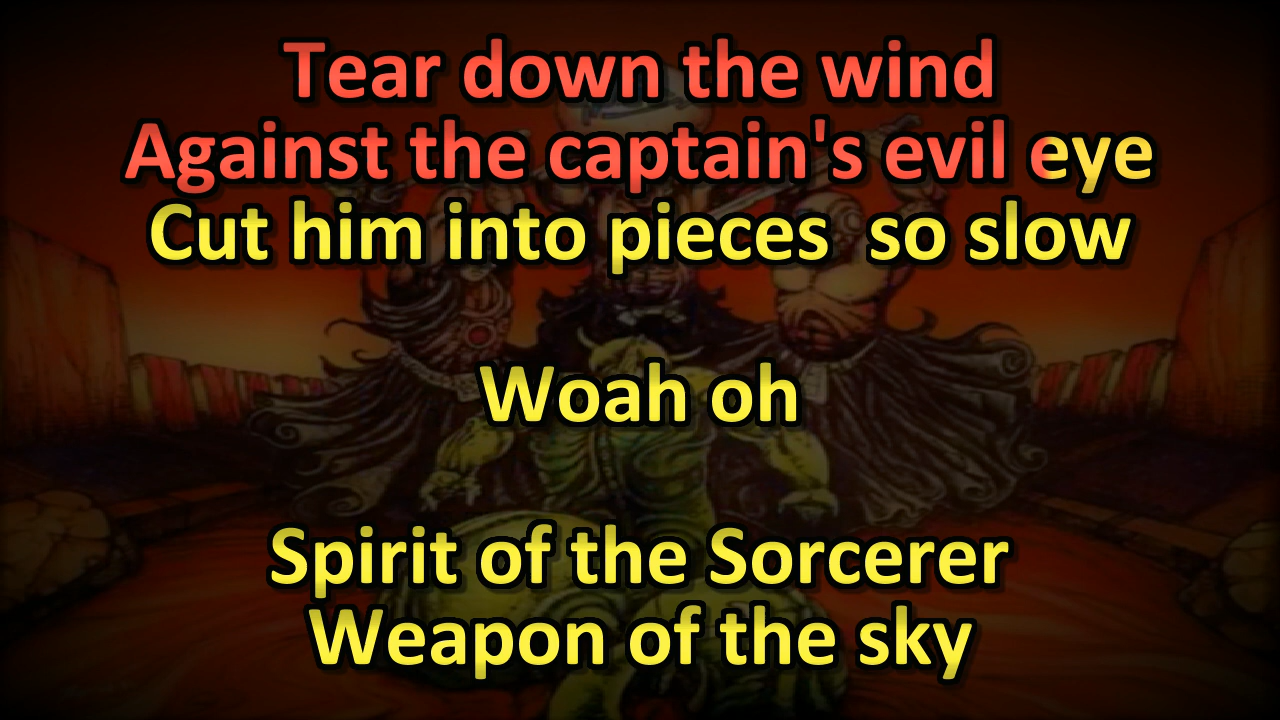 Tear down the wind
Against the captain's evil eye
Cut him into pieces  so slow
Woah oh
Spirit of the Sorcerer
Weapon of the sky